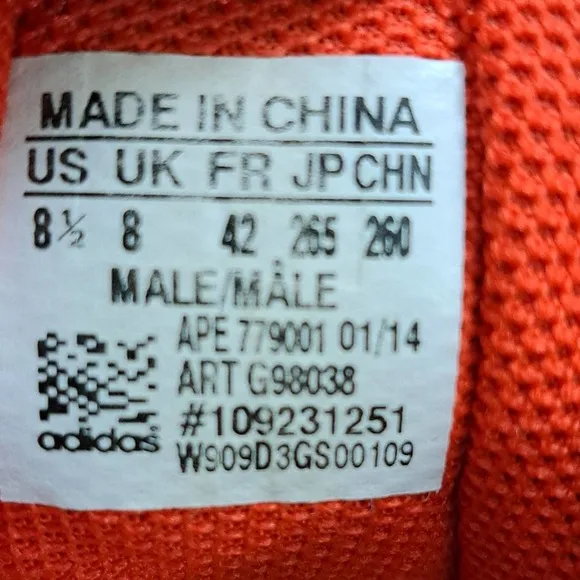 MADE IN CHINA
US UK FR JP CHN
8½ 8 42 265 260
MALE/MÂLE
APE 779001 01/14
ART G98038
#109231251
adidas W909D3GS00109